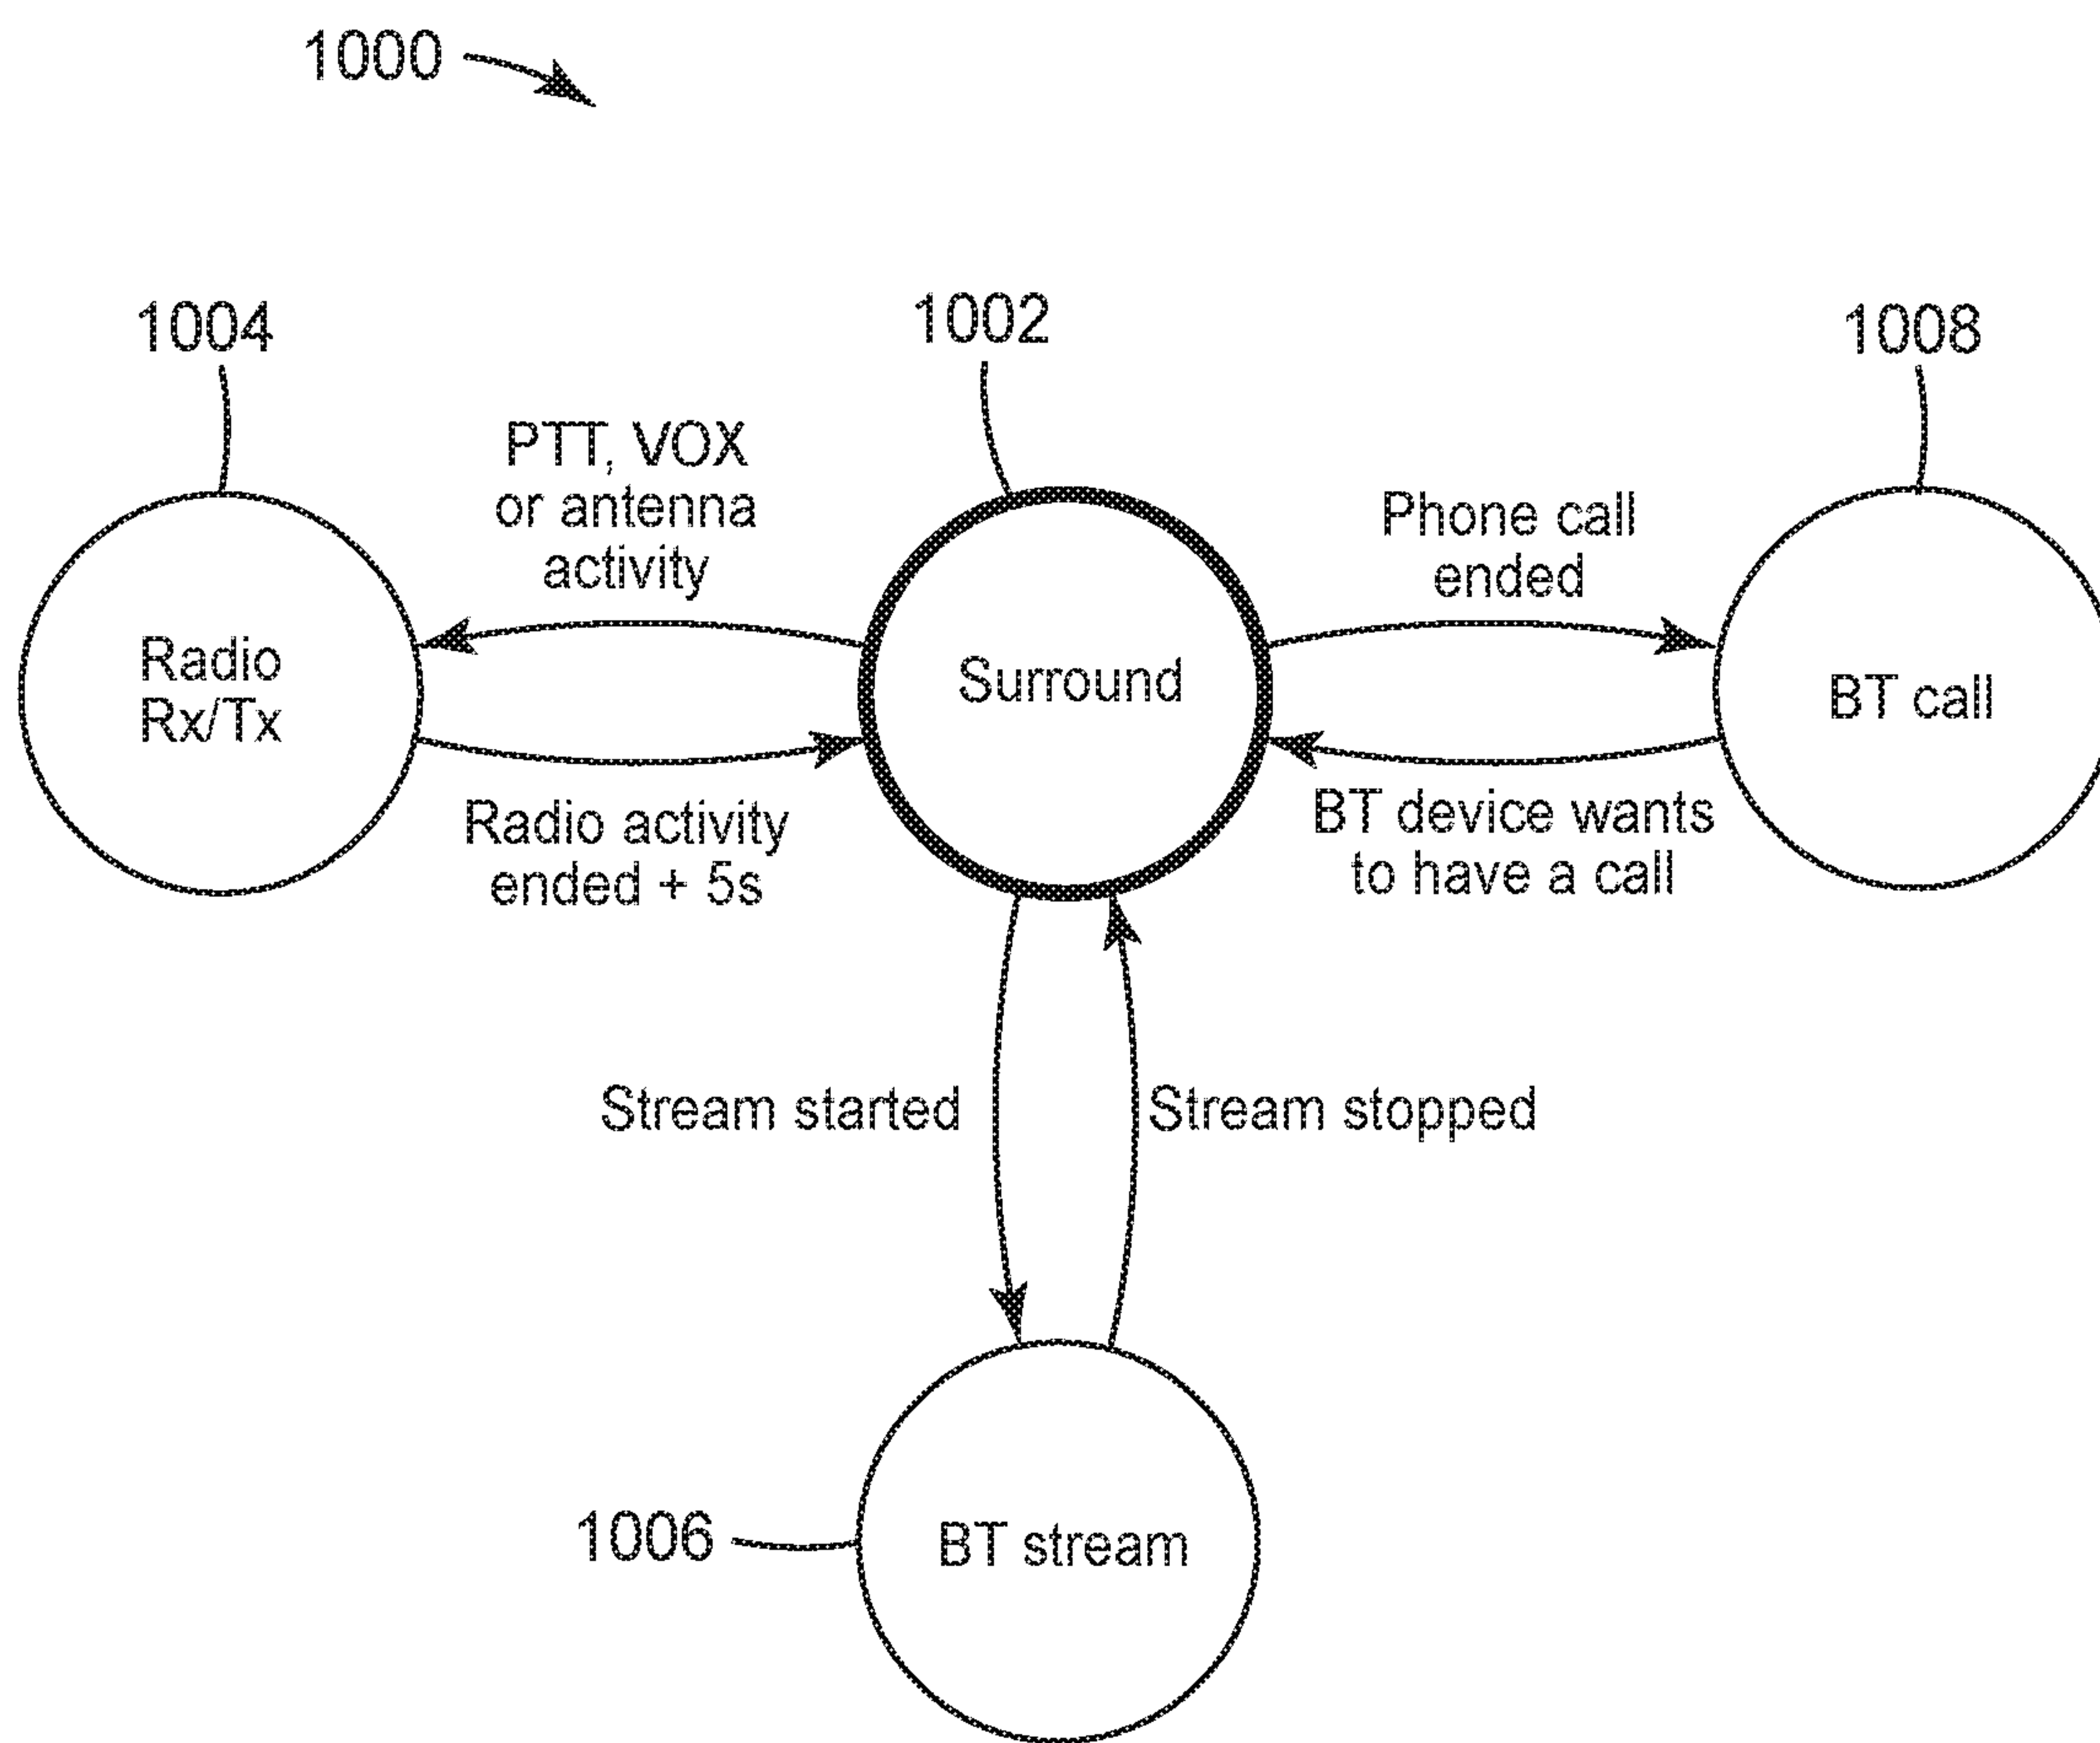 1000
1004
1002
1008
PTT, VOX
or antenna
activity
Phone call
ended
Radio
Rx/Tx
Surround
BT call
Radio activity
ended + 5s
BT device wants
to have a call
Stream started
Stream stopped
1006
BT stream